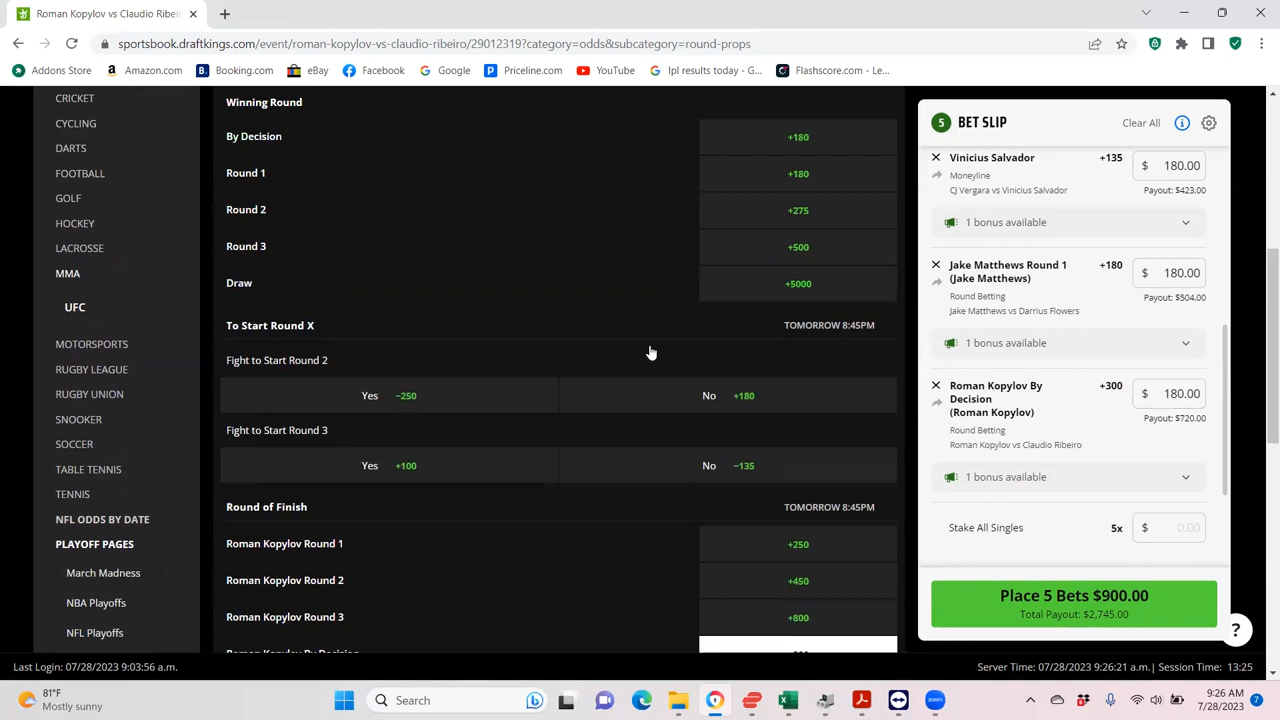 Roman Kopylov vs Claudio Ribei
sportsbook.draftkings.com/event/roman-kopylov-vs-claudio-ribeiro/29012319?category=odds&subcategory=round-props
Addons Store
Amazon.com
Booking.com
eBay
Facebook
Google
Priceline.com
YouTube
Ipl results today - G...
Flashscore.com - Le...
CRICKET
CYCLING
DARTS
FOOTBALL
GOLF
HOCKEY
LACROSSE
MMA
UFC
MOTORSPORTS
RUGBY LEAGUE
RUGBY UNION
SNOOKER
SOCCER
TABLE TENNIS
TENNIS
NFL ODDS BY DATE
PLAYOFF PAGES
March Madness
NBA Playoffs
NFL Playoffs
Winning Round
By Decision +180
Round 1 +180
Round 2 +275
Round 3 +500
Draw +5000
To Start Round X TOMORROW 8:45PM
Fight to Start Round 2
Yes −250 No +180
Fight to Start Round 3
Yes +100 No −135
Round of Finish TOMORROW 8:45PM
Roman Kopylov Round 1 +250
Roman Kopylov Round 2 +450
Roman Kopylov Round 3 +800
Roman Kopylov By Decision
5 BET SLIP Clear All
Vinicius Salvador +135 $ 180.00
Moneyline
CJ Vergara vs Vinicius Salvador
Payout: $423.00
1 bonus available
Jake Matthews Round 1 +180 $ 180.00
(Jake Matthews)
Round Betting
Payout: $504.00
Jake Matthews vs Darrius Flowers
1 bonus available
Roman Kopylov By +300 $ 180.00
Decision
(Roman Kopylov)
Payout: $720.00
Round Betting
Roman Kopylov vs Claudio Ribeiro
1 bonus available
Stake All Singles 5x $ 0.00
Place 5 Bets $900.00
Total Payout: $2,745.00
?
Last Login: 07/28/2023 9:03:56 a.m.
Server Time: 07/28/2023 9:26:21 a.m.| Session Time: 13:25
81°F
Mostly sunny
Search
9:26 AM
7/28/2023
7